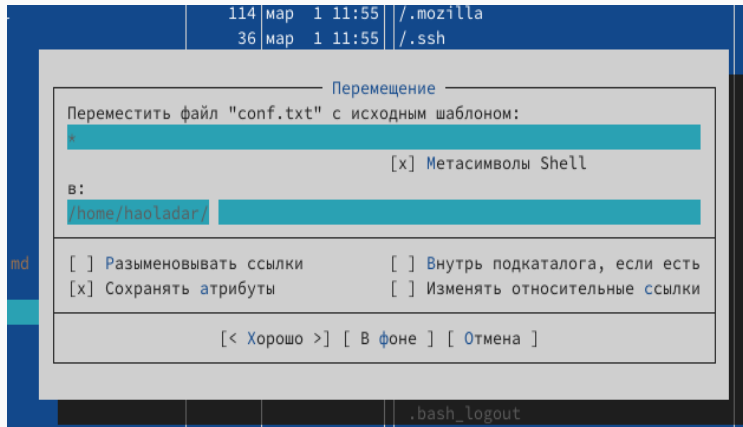 114 мар 1 11:55 /.mozilla
36 мар 1 11:55 /.ssh
Перемещение
Переместить файл "conf.txt" с исходным шаблоном:
*
[x] Метасимволы Shell
в:
/home/haoladar/
md
[ ] Разыменовывать ссылки [ ] Внутрь подкаталога, если есть
[x] Сохранять атрибуты [ ] Изменять относительные ссылки
[< Хорошо >] [ В фоне ] [ Отмена ]
.bash_logout